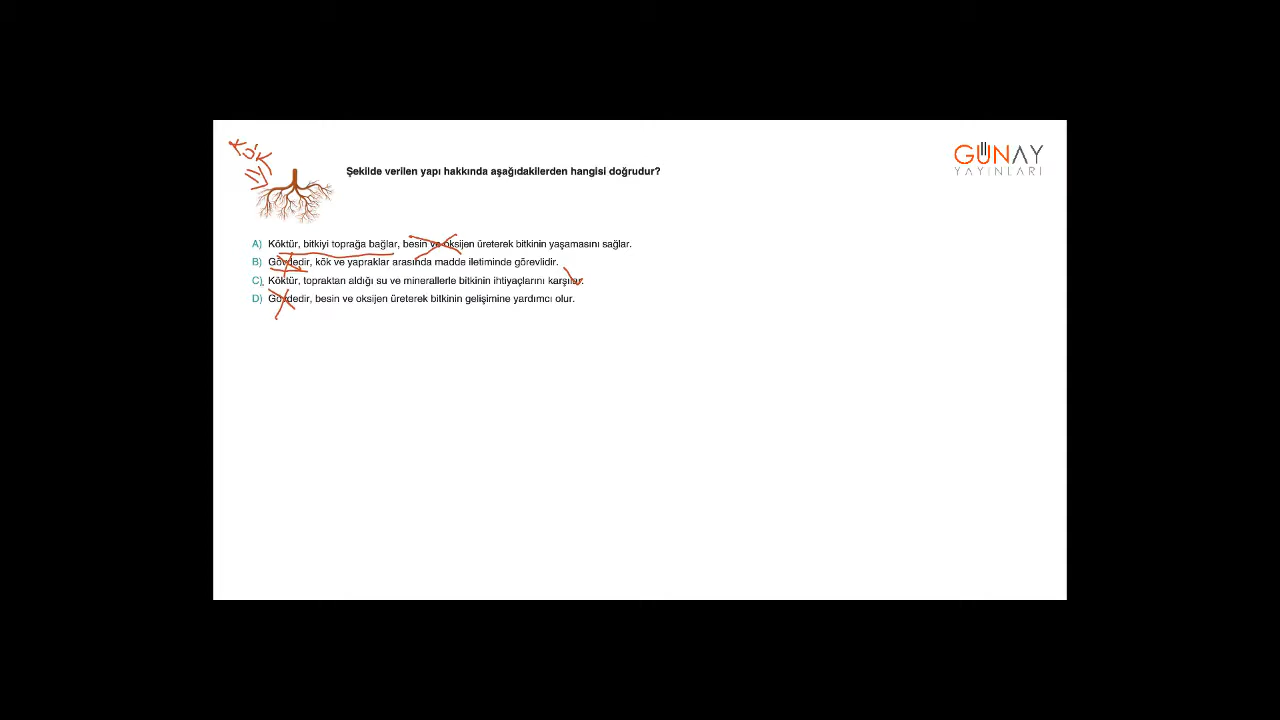 KÖK
Şekilde verilen yapı hakkında aşağıdakilerden hangisi doğrudur?
GÜNAY
YAYINLARI
A) Köktür, bitkiyi toprağa bağlar, besin ve oksijen üreterek bitkinin yaşamasını sağlar.
B) Gövdedir, kök ve yapraklar arasında madde iletiminde görevlidir.
C) Köktür, topraktan aldığı su ve minerallerle bitkinin ihtiyaçlarını karşılar.
D) Gövdedir, besin ve oksijen üreterek bitkinin gelişimine yardımcı olur.